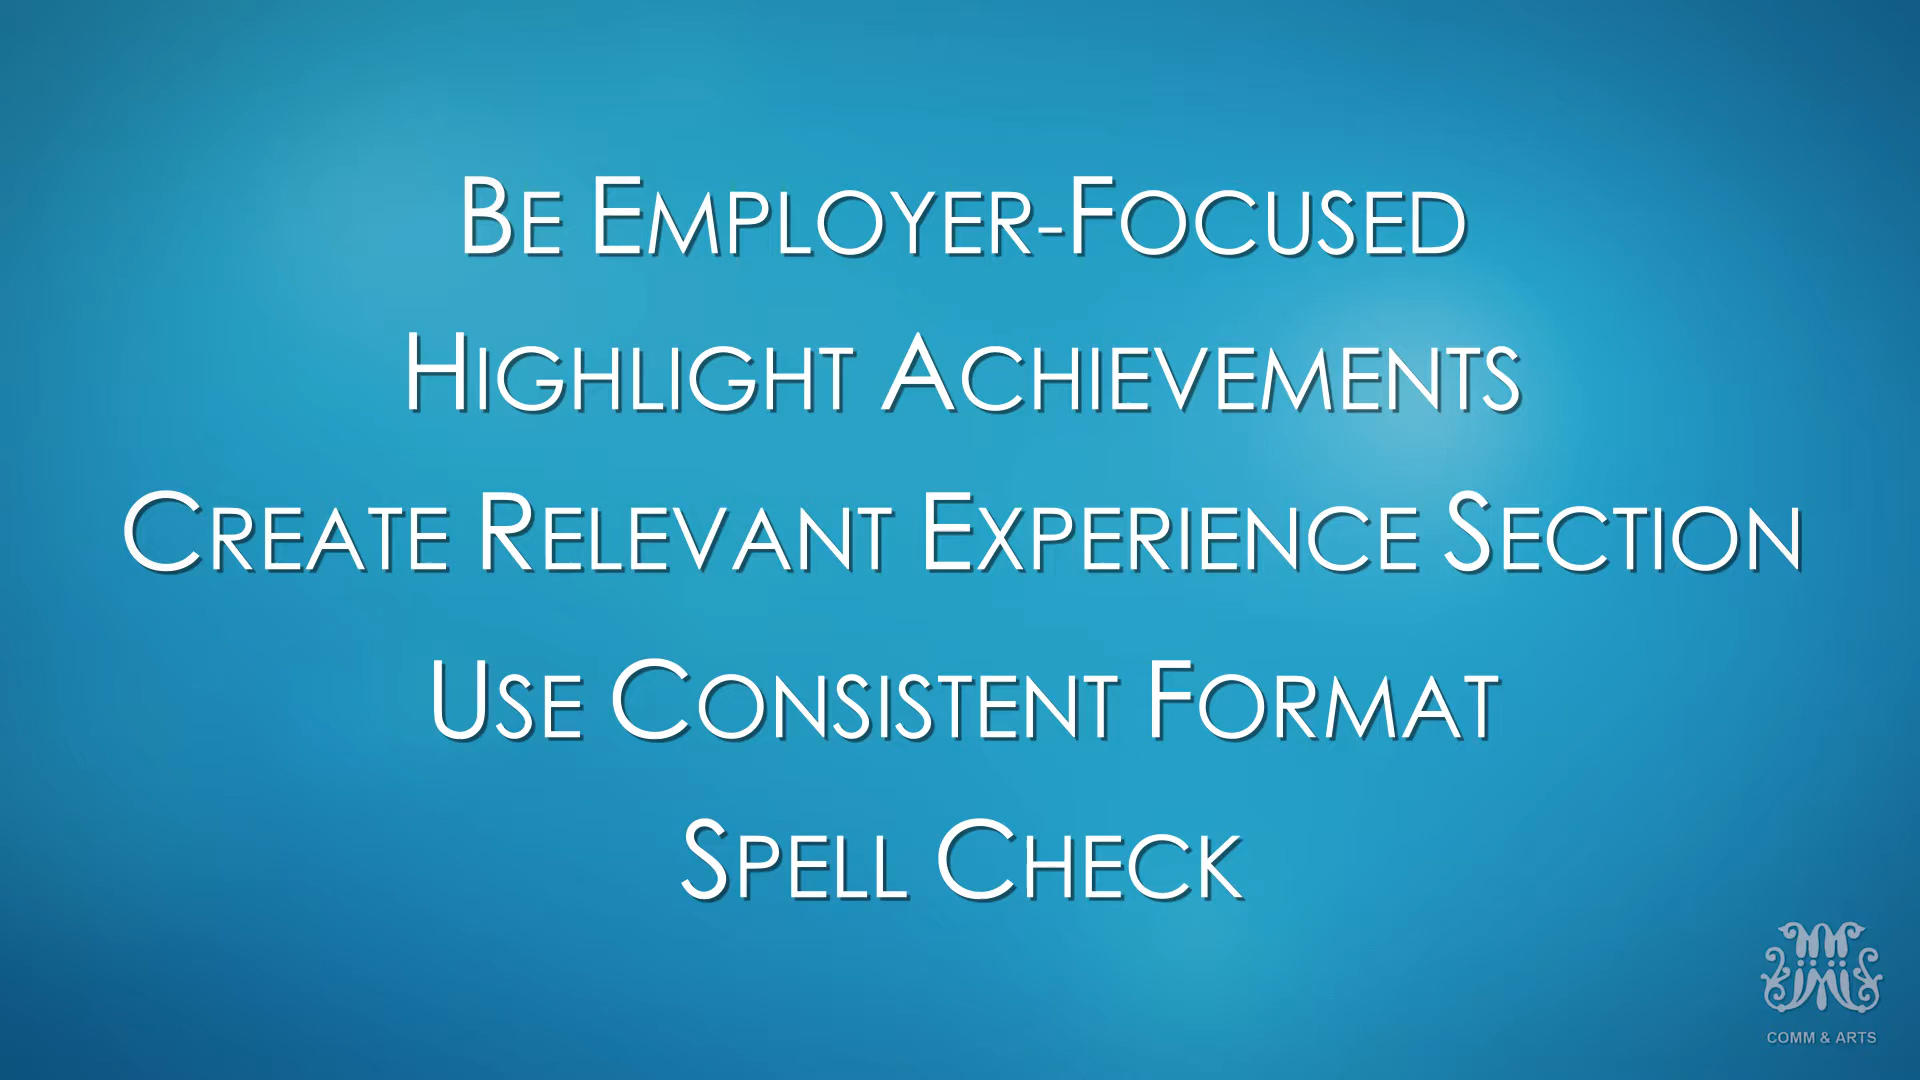 Be Employer-Focused
Highlight Achievements
Create Relevant Experience Section
Use Consistent Format
Spell Check
COMM & ARTS